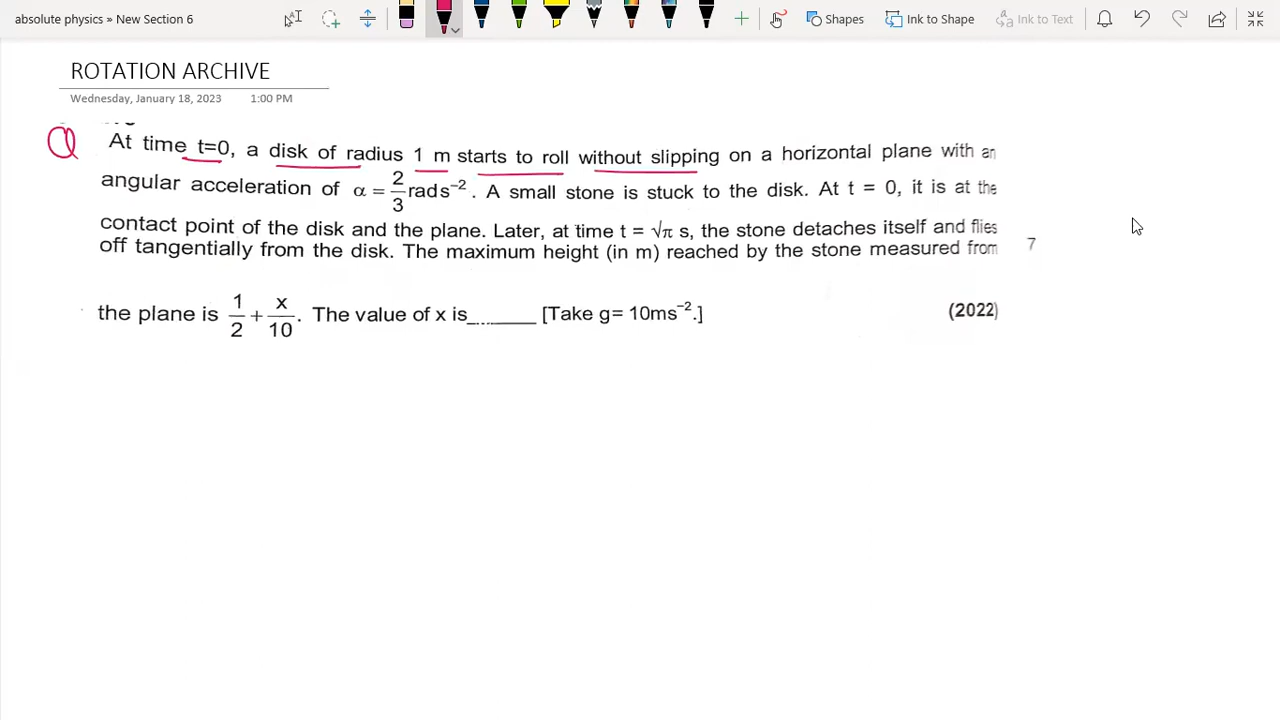 absolute physics » New Section 6
Shapes
Ink to Shape
Ink to Text
ROTATION ARCHIVE
Wednesday, January 18, 2023 1:00 PM
Q At time t=0, a disk of radius 1 m starts to roll without slipping on a horizontal plane with an
angular acceleration of α = 2/3 rads⁻². A small stone is stuck to the disk. At t = 0, it is at the
contact point of the disk and the plane. Later, at time t = √π s, the stone detaches itself and flies
off tangentially from the disk. The maximum height (in m) reached by the stone measured from 7
the plane is 1/2 + x/10. The value of x is_______ [Take g= 10ms⁻².] (2022)